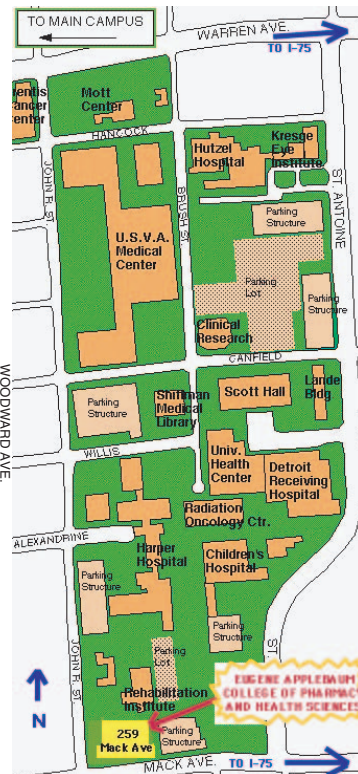 TO MAIN CAMPUS
WARREN AVE.
TO I-75
Mott
Center
Center
HANCOCK
Hutzel
Hospital
Kresge
Eye
Institute
JOHN R. ST.
BRUSH ST.
ST. ANTOINE
U.S.V.A.
Medical
Center
Parking
Structure
Parking
Lot
Parking
Structure
Clinical
Research
CANFIELD
WOODWARD AVE.
Parking
Structure
Shiffman
Medical
Library
Scott Hall
Lande
Bldg.
WILLIS
Univ.
Health
Center
Detroit
Receiving
Hospital
Radiation
Oncology Ctr.
ALEXANDRINE
Harper
Hospital
Children's
Hospital
Parking
Structure
Parking
Structure
ST.
Parking
Lot
JOHN R. ST.
N
Rehabilitation
Institute
EUGENE APPLEBAUM
COLLEGE OF PHARMACY
AND HEALTH SCIENCES
259
Mack Ave
Parking
Structure
MACK AVE.
TO I-75